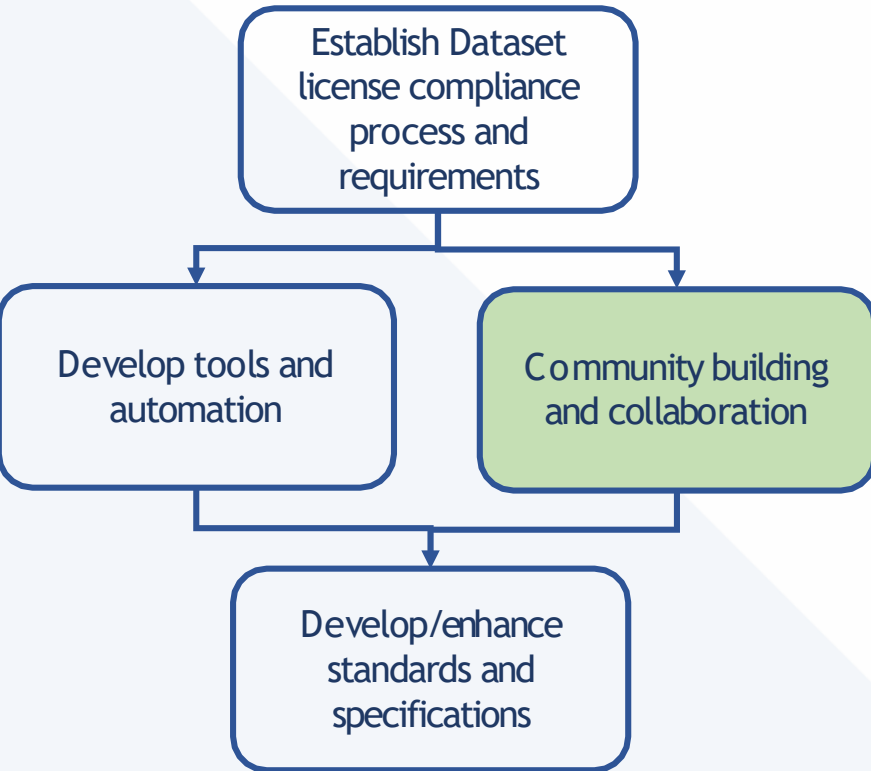 Establish Dataset
license compliance
process and
requirements
Develop tools and
automation
Community building
and collaboration
Develop/enhance
standards and
specifications